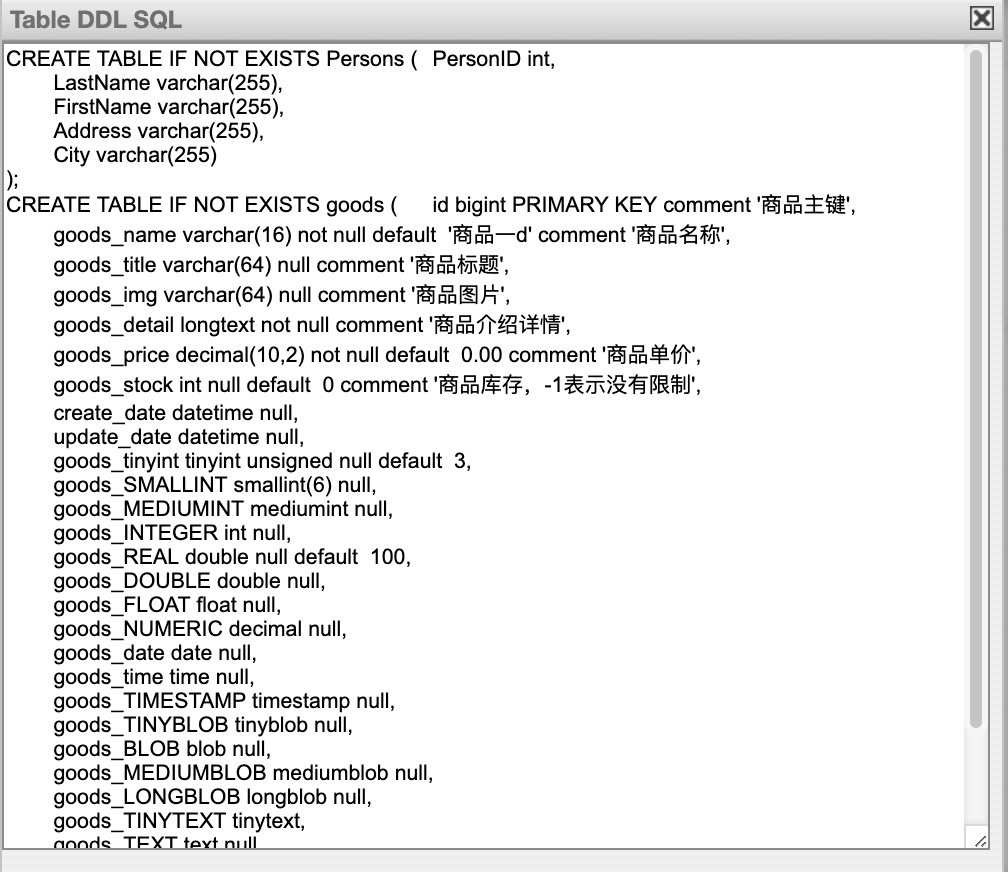 Table DDL SQL
CREATE TABLE IF NOT EXISTS Persons (   PersonID int,
LastName varchar(255),
FirstName varchar(255),
Address varchar(255),
City varchar(255)
);
CREATE TABLE IF NOT EXISTS goods (   id bigint PRIMARY KEY comment '商品主键',
goods_name varchar(16) not null default  '商品一d' comment '商品名称',
goods_title varchar(64) null comment '商品标题',
goods_img varchar(64) null comment '商品图片',
goods_detail longtext not null comment '商品介绍详情',
goods_price decimal(10,2) not null default  0.00 comment '商品单价',
goods_stock int null default  0 comment '商品库存，-1表示没有限制',
create_date datetime null,
update_date datetime null,
goods_tinyint tinyint unsigned null default  3,
goods_SMALLINT smallint(6) null,
goods_MEDIUMINT mediumint null,
goods_INTEGER int null,
goods_REAL double null default  100,
goods_DOUBLE double null,
goods_FLOAT float null,
goods_NUMERIC decimal null,
goods_date date null,
goods_time time null,
goods_TIMESTAMP timestamp null,
goods_TINYBLOB tinyblob null,
goods_BLOB blob null,
goods_MEDIUMBLOB mediumblob null,
goods_LONGBLOB longblob null,
goods_TINYTEXT tinytext,
goods_TEXT text null